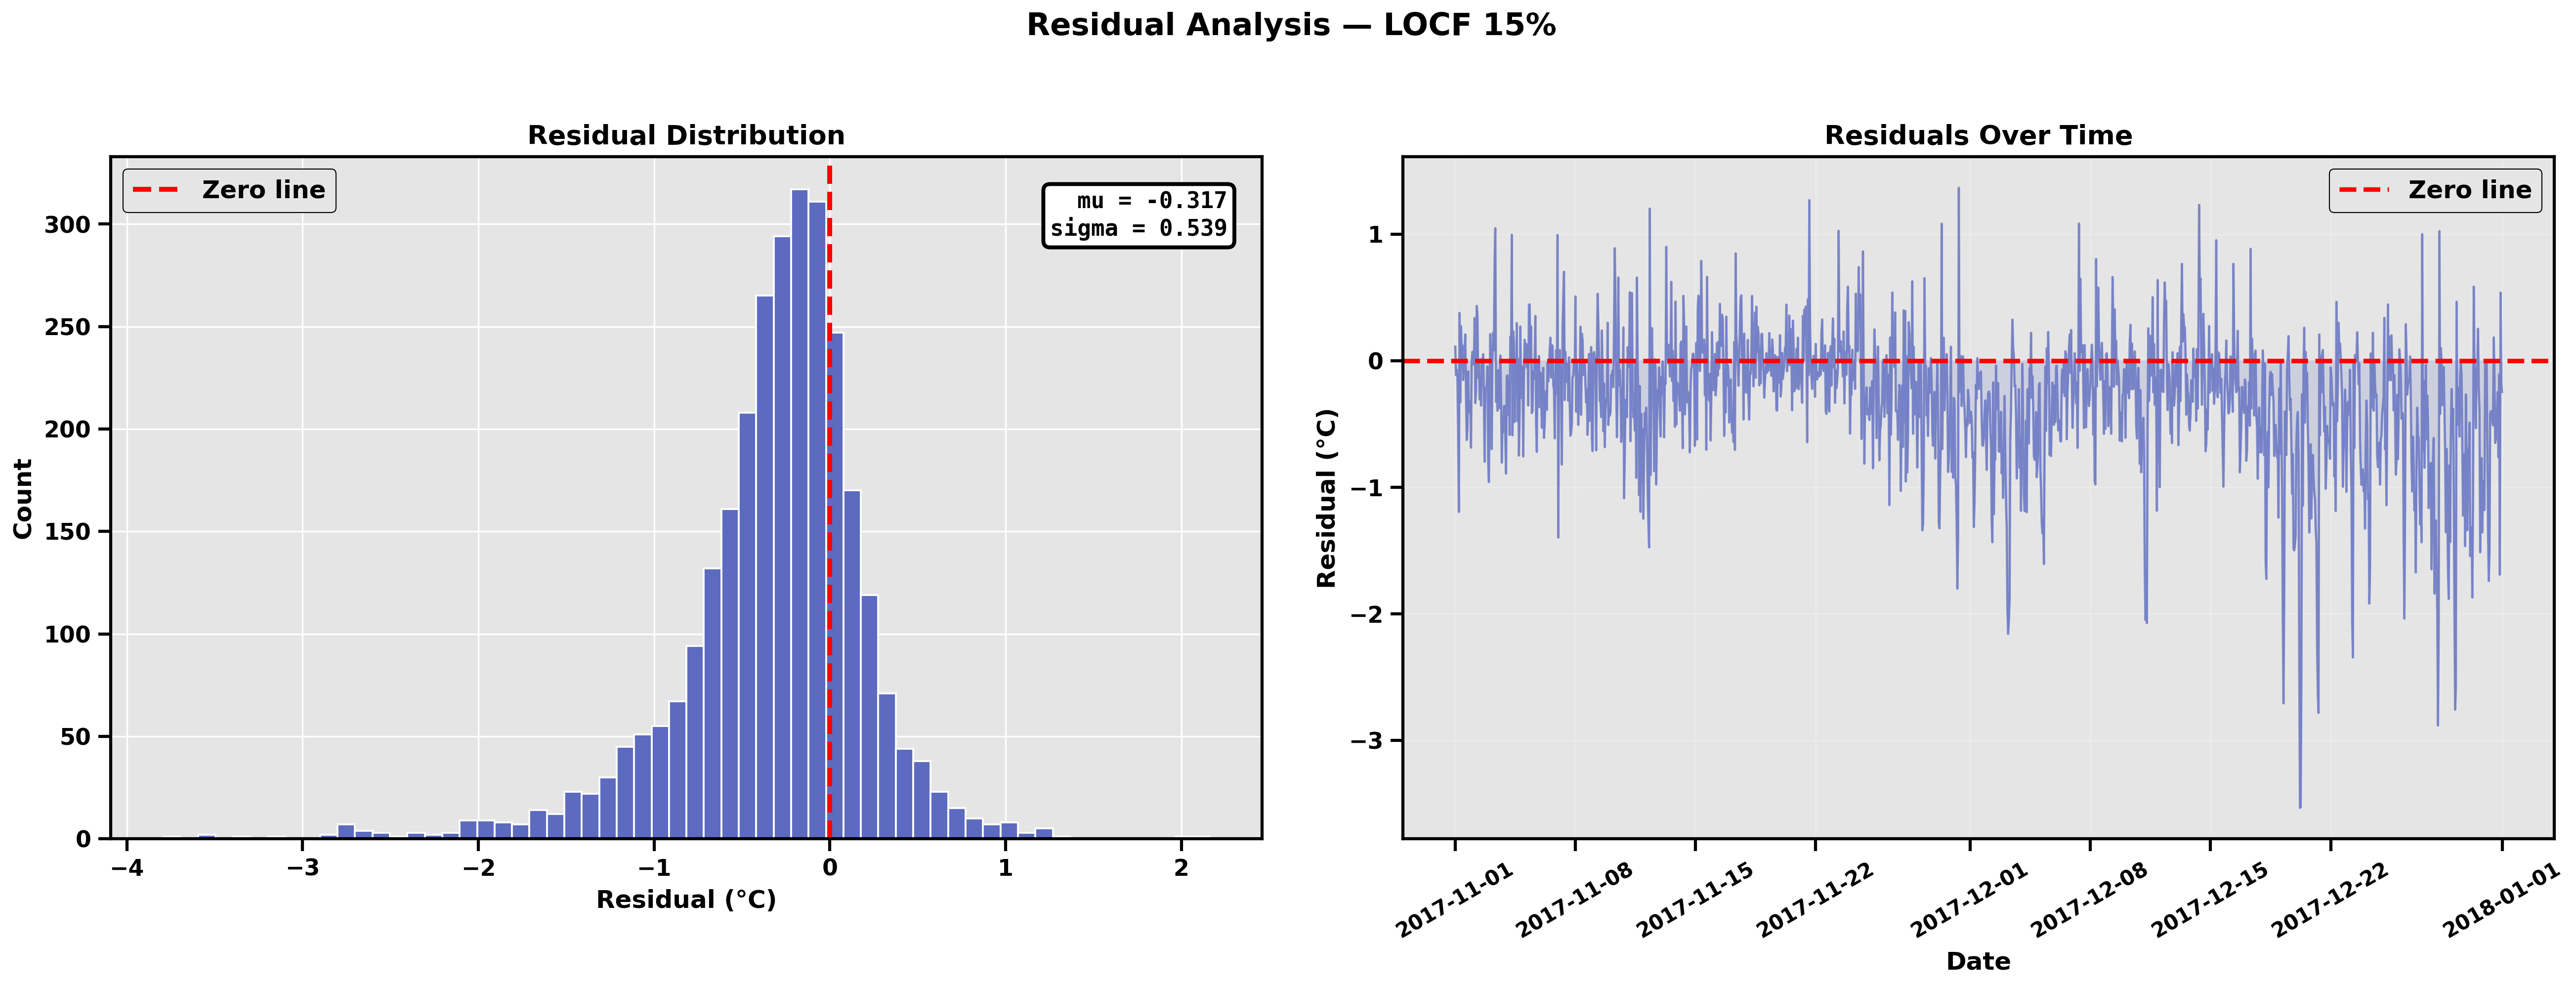 Residual Analysis — LOCF 15%
Residual Distribution
Zero line
mu = -0.317
sigma = 0.539
300
250
200
150
100
50
0
Count
−4
−3
−2
−1
0
1
2
Residual (°C)
Residuals Over Time
Zero line
1
0
−1
−2
−3
Residual (°C)
2017-11-01
2017-11-08
2017-11-15
2017-11-22
2017-12-01
2017-12-08
2017-12-15
2017-12-22
2018-01-01
Date